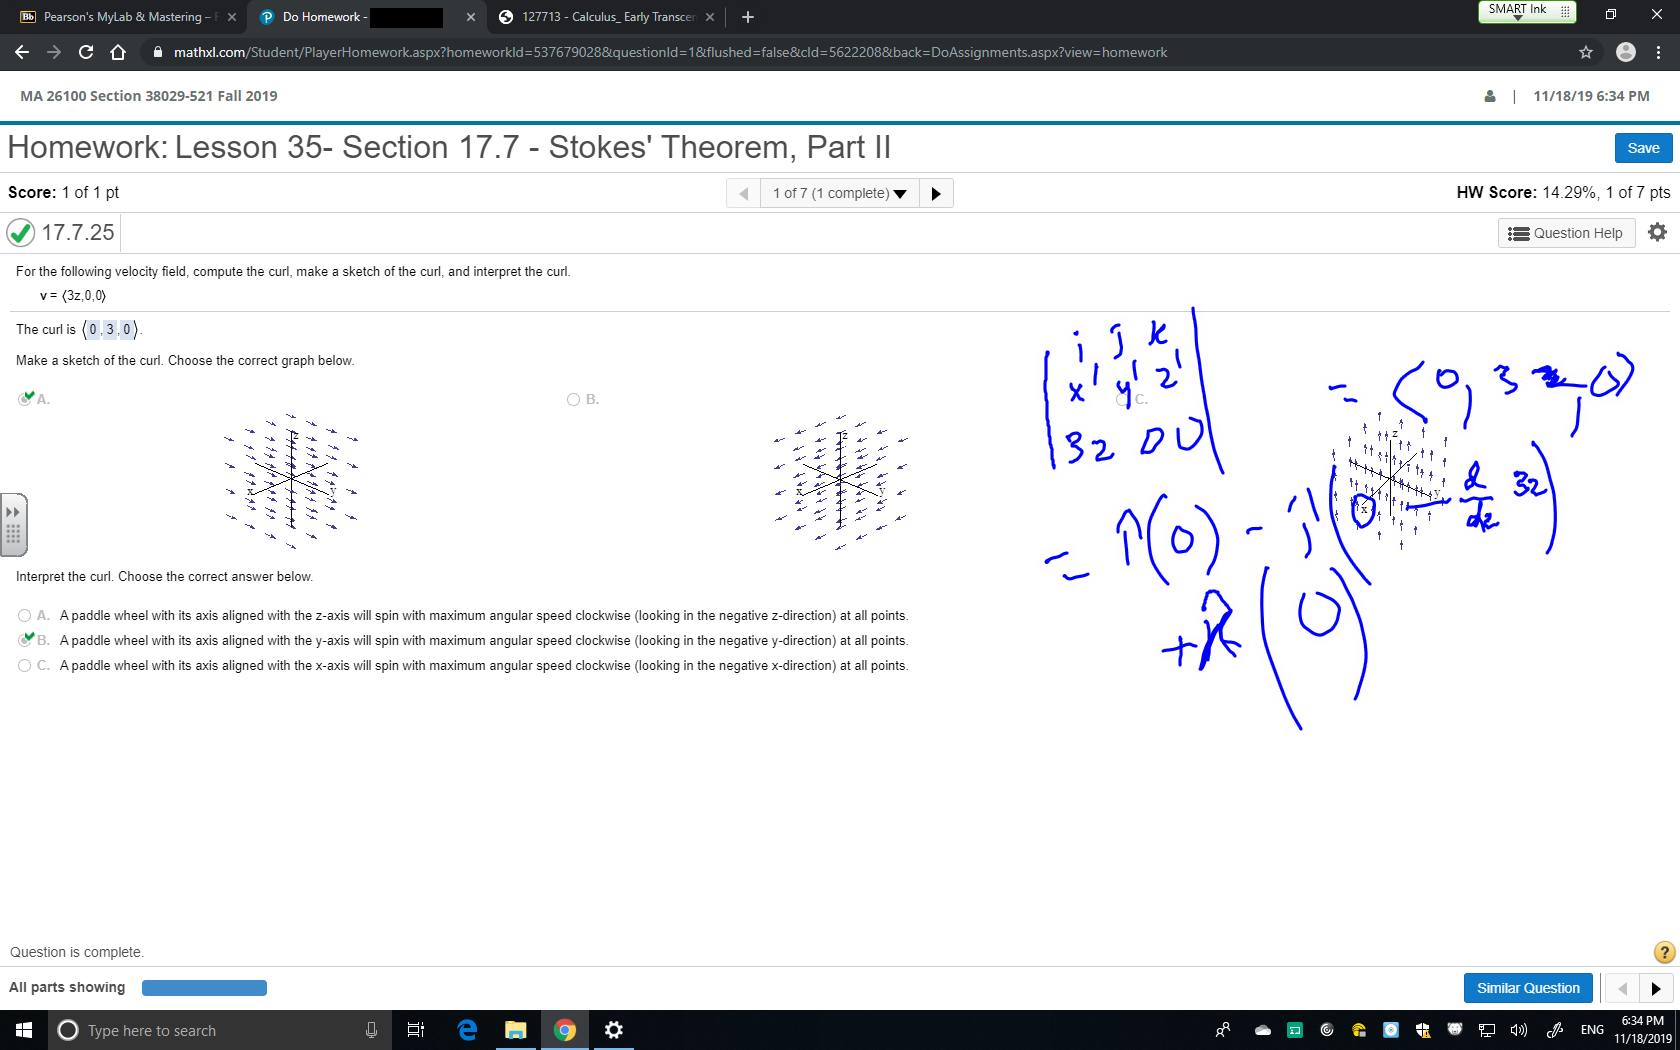 Pearson's MyLab & Mastering –
Do Homework -
127713 - Calculus_ Early Transcen
SMART Ink
mathxl.com/Student/PlayerHomework.aspx?homeworkId=537679028&questionId=1&flushed=false&cId=5622208&back=DoAssignments.aspx?view=homework
MA 26100 Section 38029-521 Fall 2019
11/18/19 6:34 PM
Homework: Lesson 35- Section 17.7 - Stokes' Theorem, Part II
Save
Score: 1 of 1 pt
1 of 7 (1 complete)
HW Score: 14.29%, 1 of 7 pts
17.7.25
Question Help
For the following velocity field, compute the curl, make a sketch of the curl, and interpret the curl.
v = ⟨3z,0,0⟩
The curl is ⟨0,3,0⟩.
Make a sketch of the curl. Choose the correct graph below.
A.
z
x
y
B.
z
x
y
C.
z
x
y
i j k
x y z
3z 0 0
= ⟨0, 3, 0⟩
= î(0) - ĵ(0 - d/dz 3z)
+ k̂(0)
Interpret the curl. Choose the correct answer below.
A. A paddle wheel with its axis aligned with the z-axis will spin with maximum angular speed clockwise (looking in the negative z-direction) at all points.
B. A paddle wheel with its axis aligned with the y-axis will spin with maximum angular speed clockwise (looking in the negative y-direction) at all points.
C. A paddle wheel with its axis aligned with the x-axis will spin with maximum angular speed clockwise (looking in the negative x-direction) at all points.
Question is complete.
?
All parts showing
Similar Question
Type here to search
ENG
6:34 PM
11/18/2019